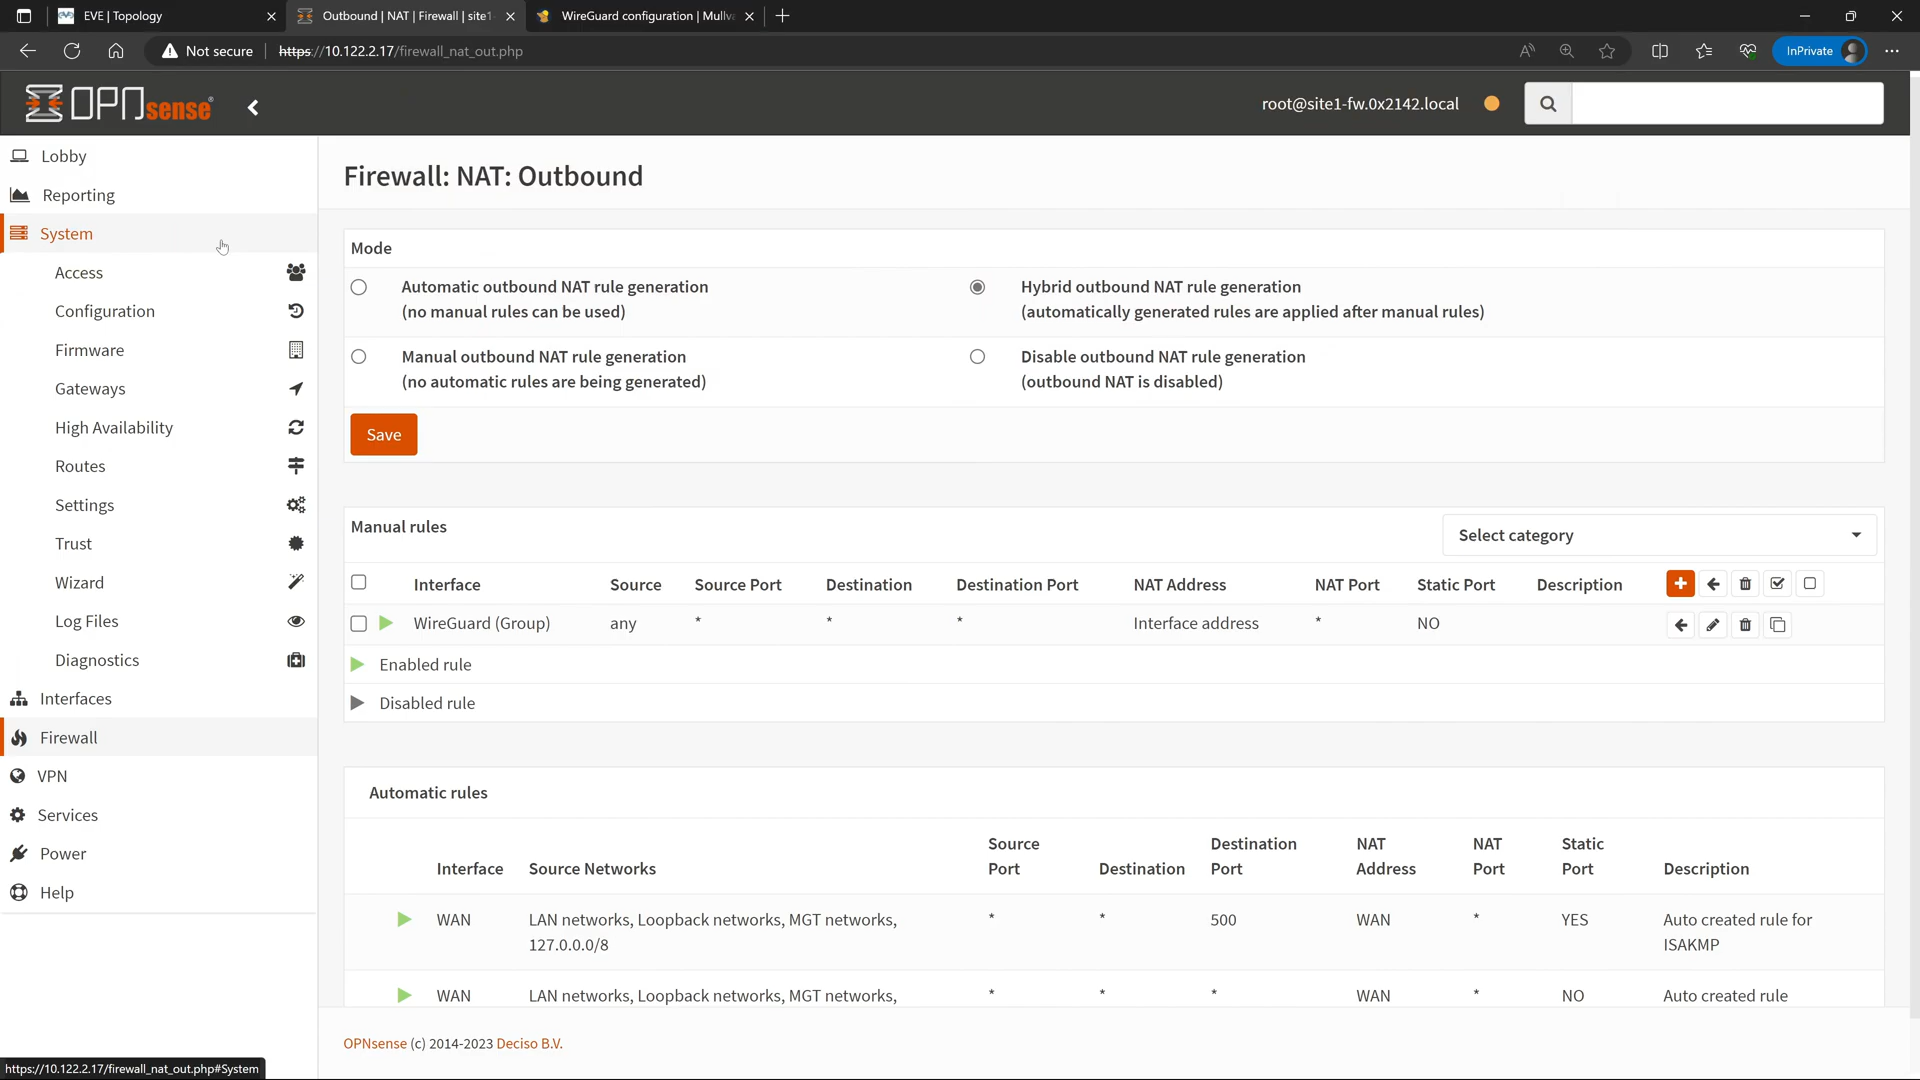 EVE | Topology
Outbound | NAT | Firewall | site1
WireGuard configuration | Mullva
Not secure
https://10.122.2.17/firewall_nat_out.php
InPrivate
OPNsense
root@site1-fw.0x2142.local
Lobby
Reporting
System
Access
Configuration
Firmware
Gateways
High Availability
Routes
Settings
Trust
Wizard
Log Files
Diagnostics
Interfaces
Firewall
VPN
Services
Power
Help
Firewall: NAT: Outbound
Mode
Automatic outbound NAT rule generation
(no manual rules can be used)
Hybrid outbound NAT rule generation
(automatically generated rules are applied after manual rules)
Manual outbound NAT rule generation
(no automatic rules are being generated)
Disable outbound NAT rule generation
(outbound NAT is disabled)
Save
Manual rules
Select category
Interface Source Source Port Destination Destination Port NAT Address NAT Port Static Port Description
WireGuard (Group) any * * * Interface address * NO
Enabled rule
Disabled rule
Automatic rules
Interface Source Networks Source Port Destination Destination Port NAT Address NAT Port Static Port Description
WAN LAN networks, Loopback networks, MGT networks, * * 500 WAN * YES Auto created rule for
127.0.0.0/8 ISAKMP
WAN LAN networks, Loopback networks, MGT networks, * * * WAN * NO Auto created rule
OPNsense (c) 2014-2023 Deciso B.V.
https://10.122.2.17/firewall_nat_out.php#System